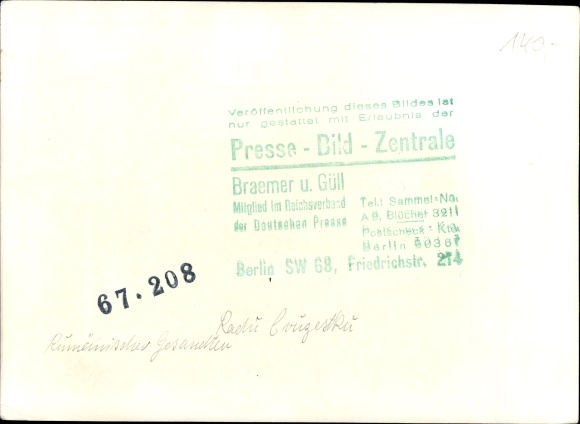 140,-
Veröffentlichung dieses Bildes ist
nur gestattet mit Erlaubnis der
Presse - Bild - Zentrale
Braemer u. Güll
Mitglied im Reichsverband
der Deutschen Presse
Tel.: Sammel-No.
A 9, Blücher 3211
Postscheck-Kto.
Berlin
Berlin SW 68, Friedrichstr. 214
67.208
Radu
Rumänischer Gesandter